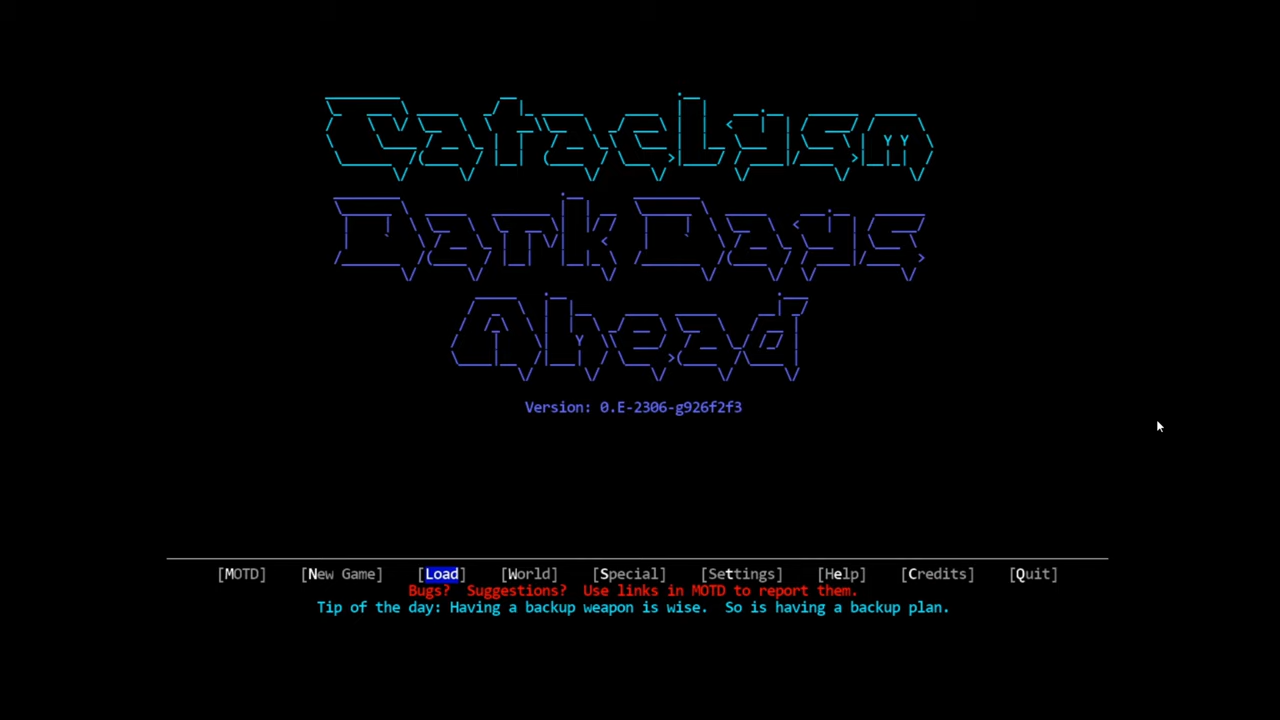 Cataclysm
Dark Days
Ahead
Version: 0.E-2306-g926f2f3
[MOTD] [New Game] [Load] [World] [Special] [Settings] [Help] [Credits] [Quit]
Bugs? Suggestions? Use links in MOTD to report them.
Tip of the day: Having a backup weapon is wise. So is having a backup plan.